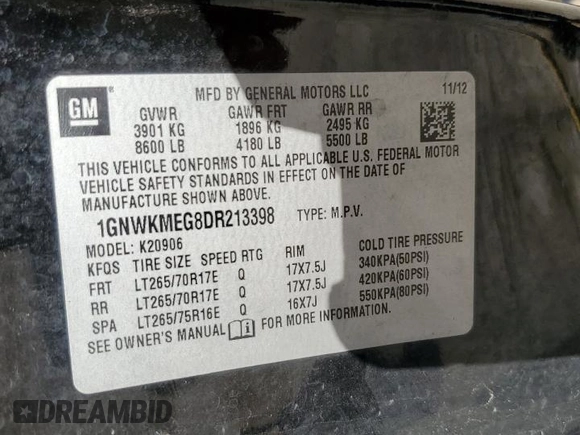 GM
MFD BY GENERAL MOTORS LLC 11/12
GVWR GAWR FRT GAWR RR
3901 KG 1896 KG 2495 KG
8600 LB 4180 LB 5500 LB
THIS VEHICLE CONFORMS TO ALL APPLICABLE U.S. FEDERAL MOTOR
VEHICLE SAFETY STANDARDS IN EFFECT ON THE DATE OF
MANUFACTURE SHOWN ABOVE.
1GNWKMEG8DR213398 TYPE: M.P.V.
MODEL: K20906
KFQS TIRE SIZE SPEED RTG RIM COLD TIRE PRESSURE
FRT LT265/70R17E Q 17X7.5J 340KPA(50PSI)
RR LT265/70R17E Q 17X7.5J 420KPA(60PSI)
SPA LT265/75R16E Q 16X7J 550KPA(80PSI)
SEE OWNER'S MANUAL FOR MORE INFORMATION.
DREAMBID